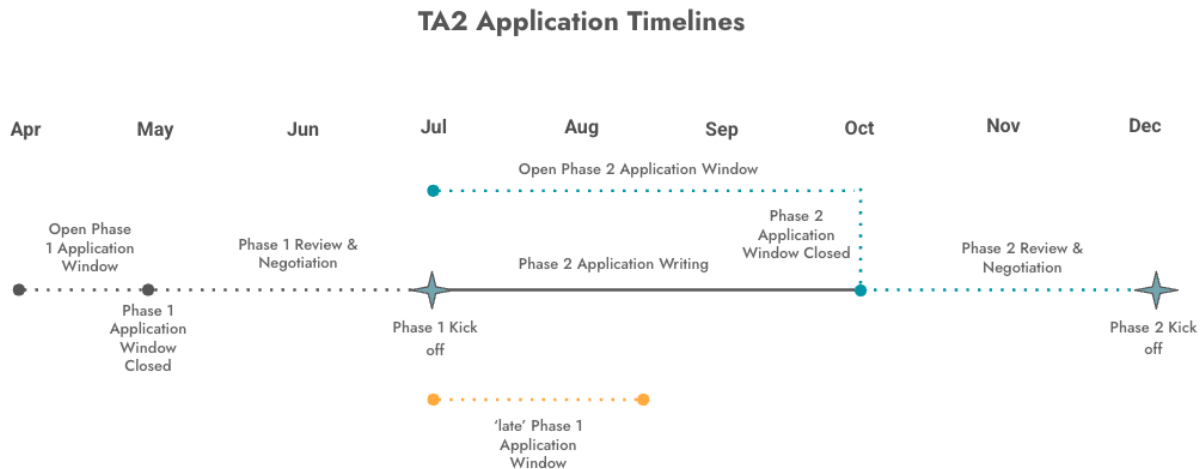 TA2 Application Timelines
Apr May Jun Jul Aug Sep Oct Nov Dec
Open Phase 2 Application Window
Open Phase
1 Application
Window
Phase 1 Review &
Negotiation
Phase 2 Application Writing
Phase 2
Application
Window Closed
Phase 2 Review &
Negotiation
Phase 1
Application
Window
Closed
Phase 1 Kick
off
Phase 2 Kick
off
‘late’ Phase 1
Application
Window